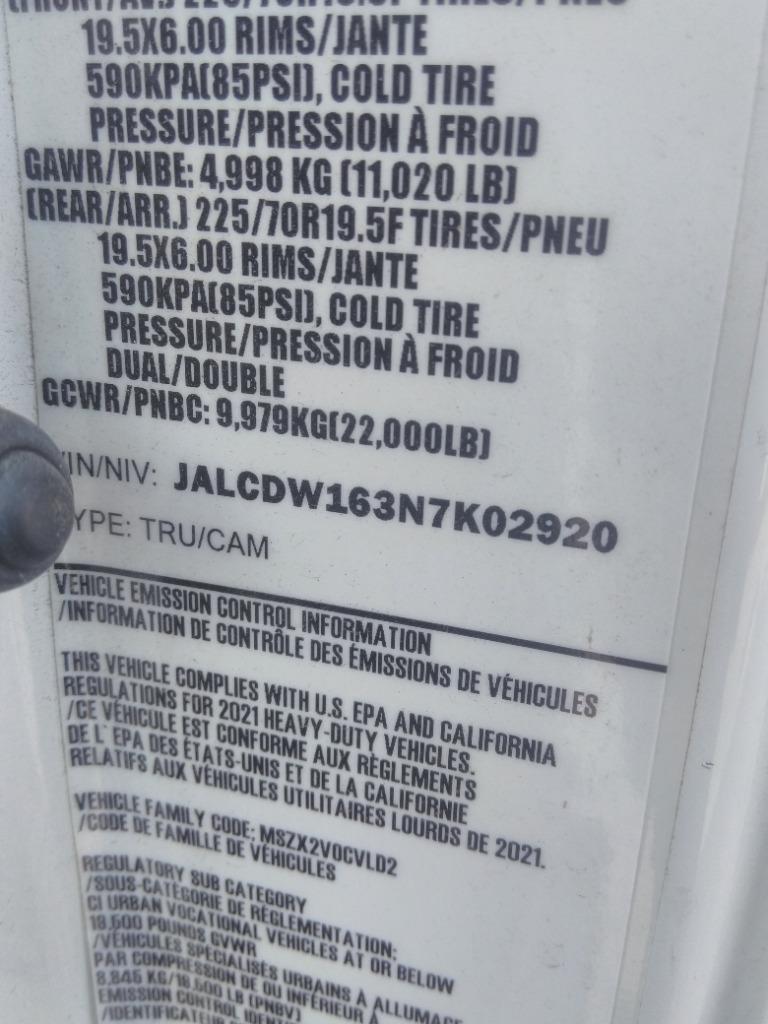 19.5X6.00 RIMS/JANTE
590KPA(85PSI), COLD TIRE
PRESSURE/PRESSION À FROID
GAWR/PNBE: 4,998 KG (11,020 LB)
(REAR/ARR.) 225/70R19.5F TIRES/PNEU
19.5X6.00 RIMS/JANTE
590KPA(85PSI), COLD TIRE
PRESSURE/PRESSION À FROID
DUAL/DOUBLE
GCWR/PNBC: 9,979KG(22,000LB)
IN/NIV: JALCDW163N7K02920
YPE: TRU/CAM
VEHICLE EMISSION CONTROL INFORMATION
/INFORMATION DE CONTRÔLE DES ÉMISSIONS DE VÉHICULES
THIS VEHICLE COMPLIES WITH U.S. EPA AND CALIFORNIA
REGULATIONS FOR 2021 HEAVY-DUTY VEHICLES.
/CE VÉHICULE EST CONFORME AUX RÈGLEMENTS
DE L' EPA DES ÉTATS-UNIS ET DE LA CALIFORNIE
RELATIFS AUX VÉHICULES UTILITAIRES LOURDS DE 2021.
VEHICLE FAMILY CODE: MSZX2VOCVLD2
/CODE DE FAMILLE DE VÉHICULES
REGULATORY SUB CATEGORY
/SOUS-CATÉGORIE DE RÉGLEMENTATION:
CI URBAN VOCATIONAL VEHICLES AT OR BELOW
19,500 POUNDS GVWR
/VÉHICULES SPÉCIALISÉS URBAINS À ALLUMAGE
PAR COMPRESSION DE OU INFÉRIEUR À
8,845 KG/19,500 LB (PNBV)
EMISSION CONTROL IDENT
/IDENTIFICATEUR